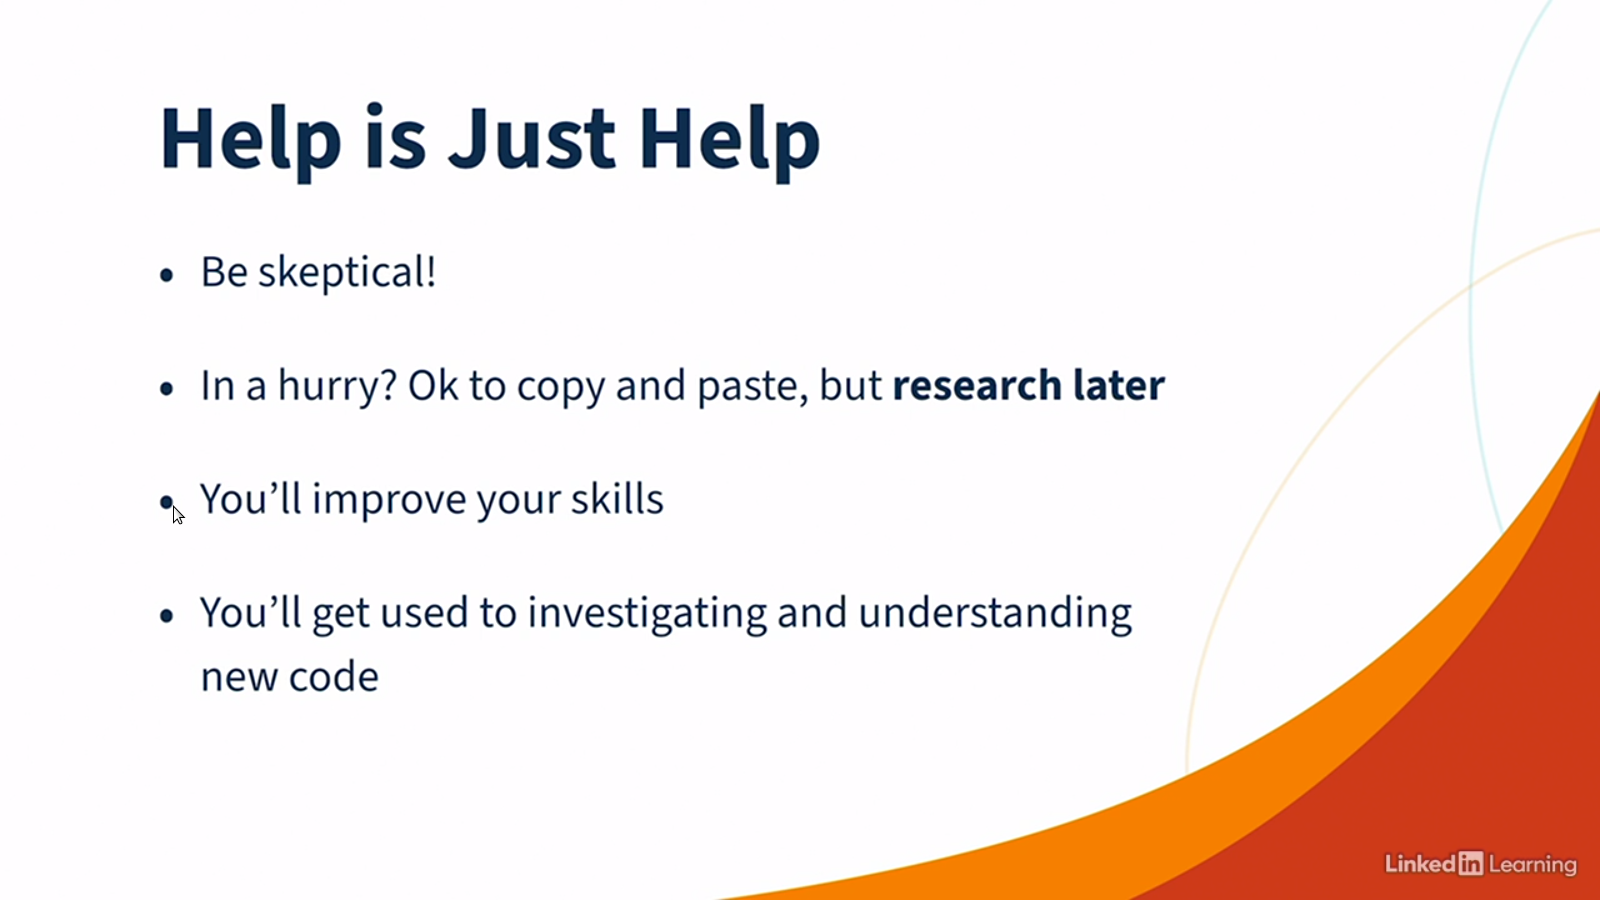 Help is Just Help
• Be skeptical!
• In a hurry? Ok to copy and paste, but research later
• You’ll improve your skills
• You’ll get used to investigating and understanding
new code
Linked in Learning